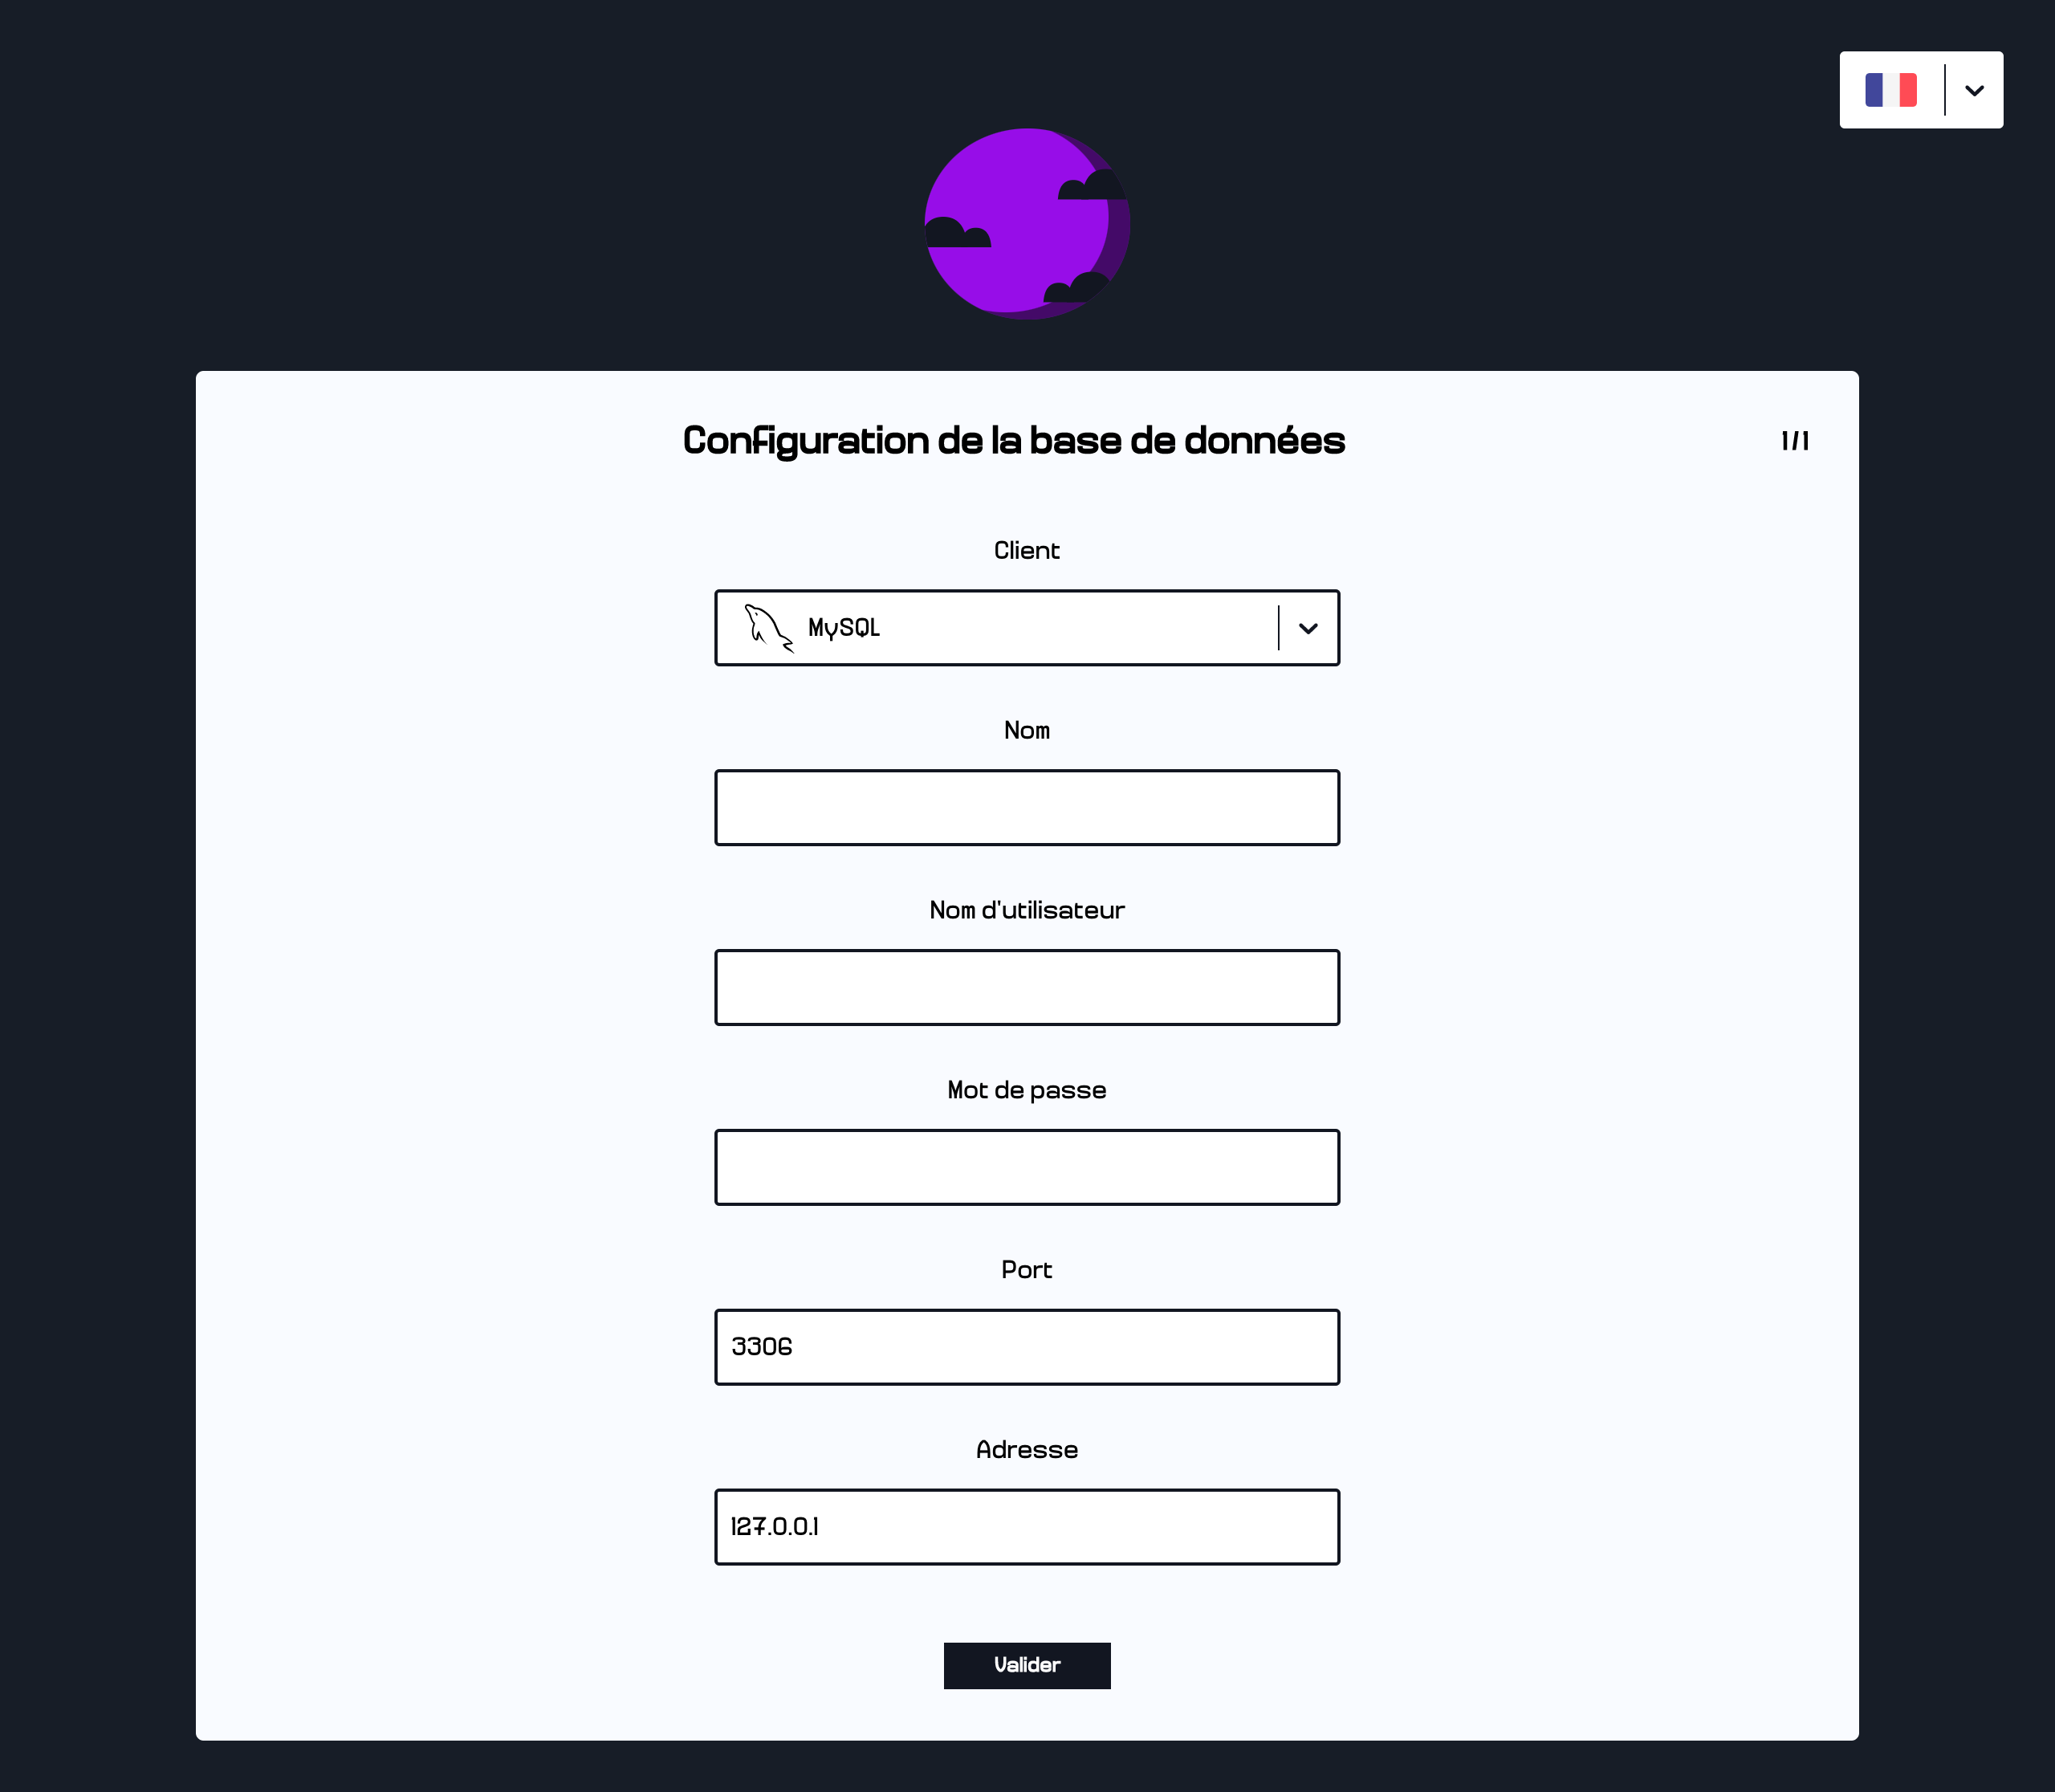 Configuration de la base de données
1/1
Client
MySQL
Nom
Nom d'utilisateur
Mot de passe
Port
3306
Adresse
127.0.0.1
Valider